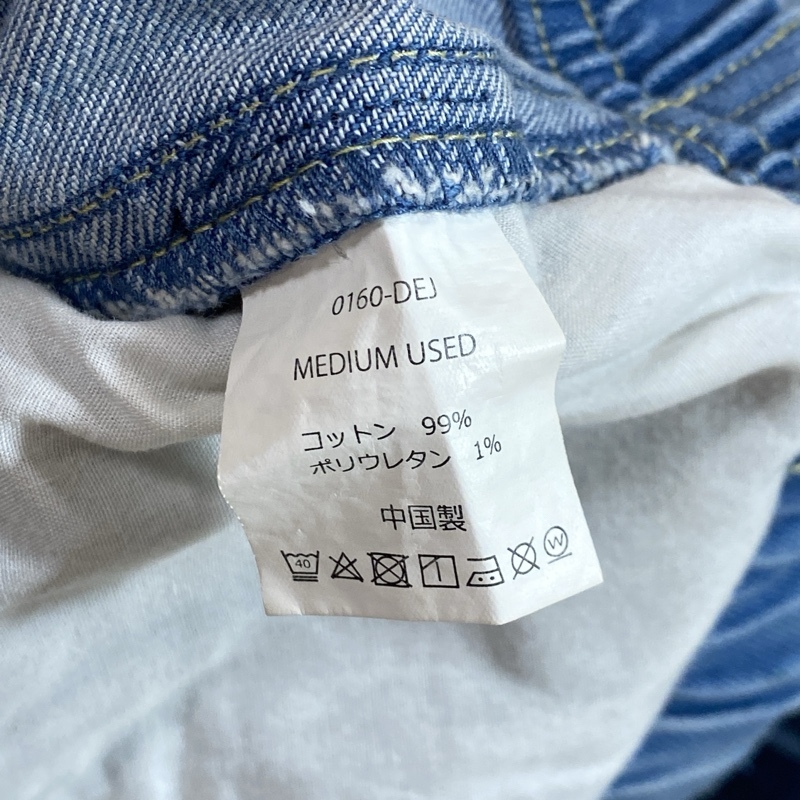 0160-DEJ
MEDIUM USED
コットン 99%
ポリウレタン 1%
中国製
40 W